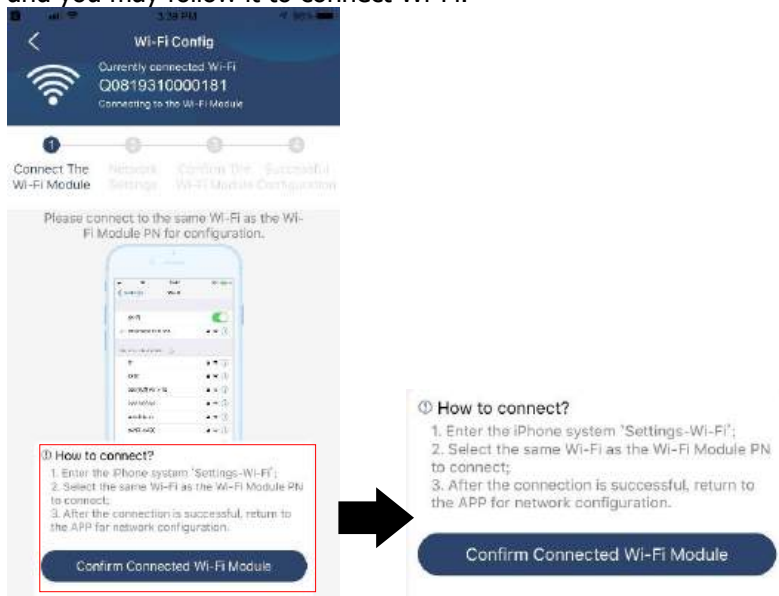 and you may follow it to connect Wi-Fi.
3:39 PM
Wi-Fi Config
Currently connected Wi-Fi
Q0819310000181
Connecting to the Wi-Fi Module
1
2
3
4
Connect The
Wi-Fi Module
Network
Settings
Confirm The
Wi-Fi Module
Successful
Configuration
Please connect to the same Wi-Fi as the Wi-
Fi Module PN for configuration.
Wi-Fi
How to connect?
1. Enter the iPhone system "Settings-Wi-Fi";
2. Select the same Wi-Fi as the Wi-Fi Module PN
to connect;
3. After the connection is successful, return to
the APP for network configuration.
Confirm Connected Wi-Fi Module
How to connect?
1. Enter the iPhone system "Settings-Wi-Fi";
2. Select the same Wi-Fi as the Wi-Fi Module PN
to connect;
3. After the connection is successful, return to
the APP for network configuration.
Confirm Connected Wi-Fi Module